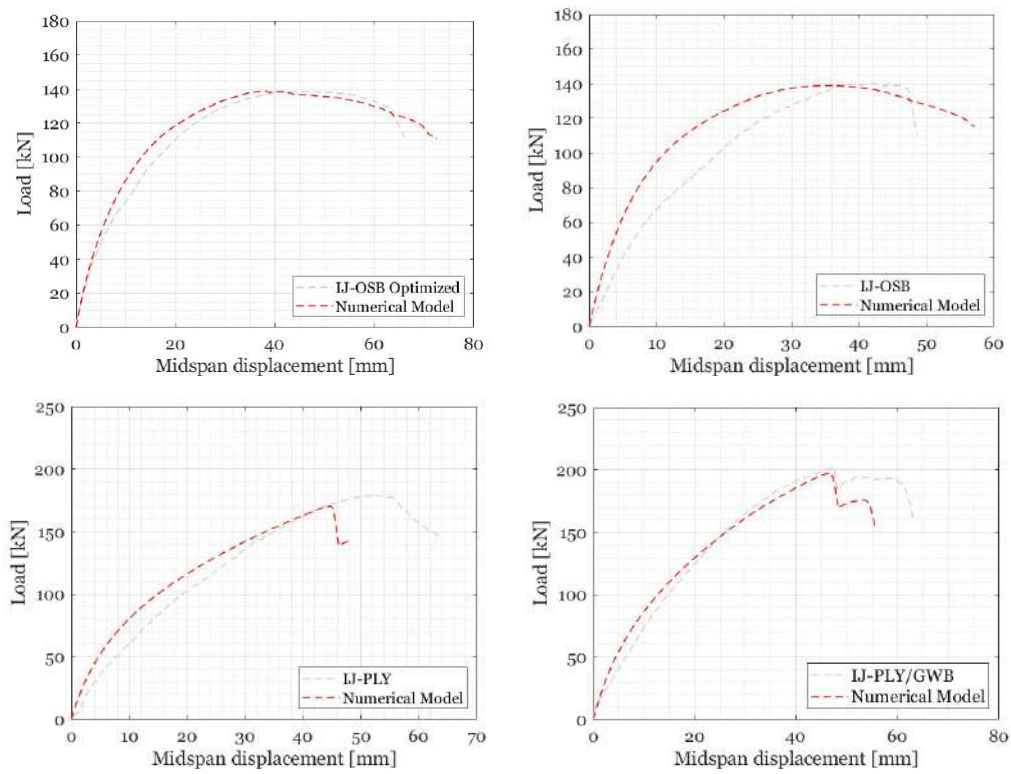 180
160
140
120
100
80
60
40
20
0
Load [kN]
IJ-OSB Optimized
Numerical Model
0 20 40 60 80
Midspan displacement [mm]
180
160
140
120
100
80
60
40
20
0
Load [kN]
IJ-OSB
Numerical Model
0 10 20 30 40 50 60
Midspan displacement [mm]
250
200
150
100
50
0
Load [kN]
IJ-PLY
Numerical Model
0 10 20 30 40 50 60 70
Midspan displacement [mm]
250
200
150
100
50
0
Load [kN]
IJ-PLY/GWB
Numerical Model
0 20 40 60 80
Midspan displacement [mm]